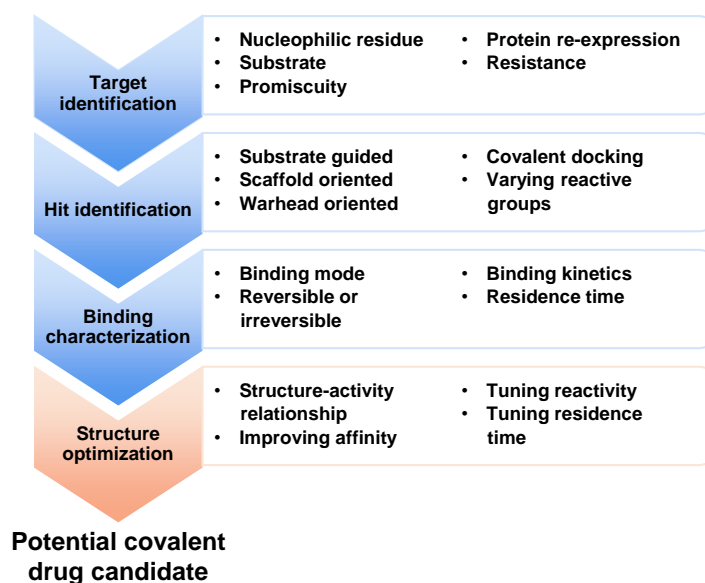 Target
identification
• Nucleophilic residue
• Substrate
• Promiscuity
• Protein re-expression
• Resistance
Hit identification
• Substrate guided
• Scaffold oriented
• Warhead oriented
• Covalent docking
• Varying reactive
groups
Binding
characterization
• Binding mode
• Reversible or
irreversible
• Binding kinetics
• Residence time
Structure
optimization
• Structure-activity
relationship
• Improving affinity
• Tuning reactivity
• Tuning residence
time
Potential covalent
drug candidate